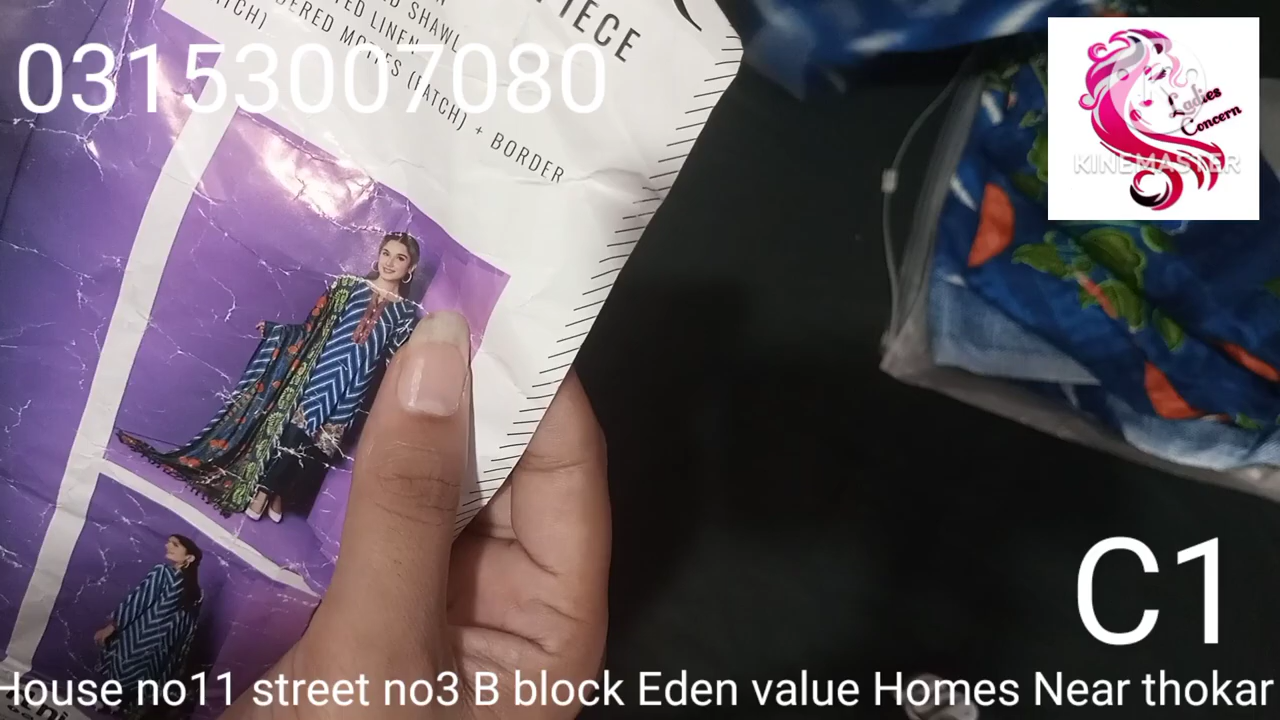 PIECE
SHAWL
LINEN
MOTIFS (PATCH) + BORDER
03153007080
Ladies
Concern
KINEMASTER
C1
House no11 street no3 B block Eden value Homes Near thokar